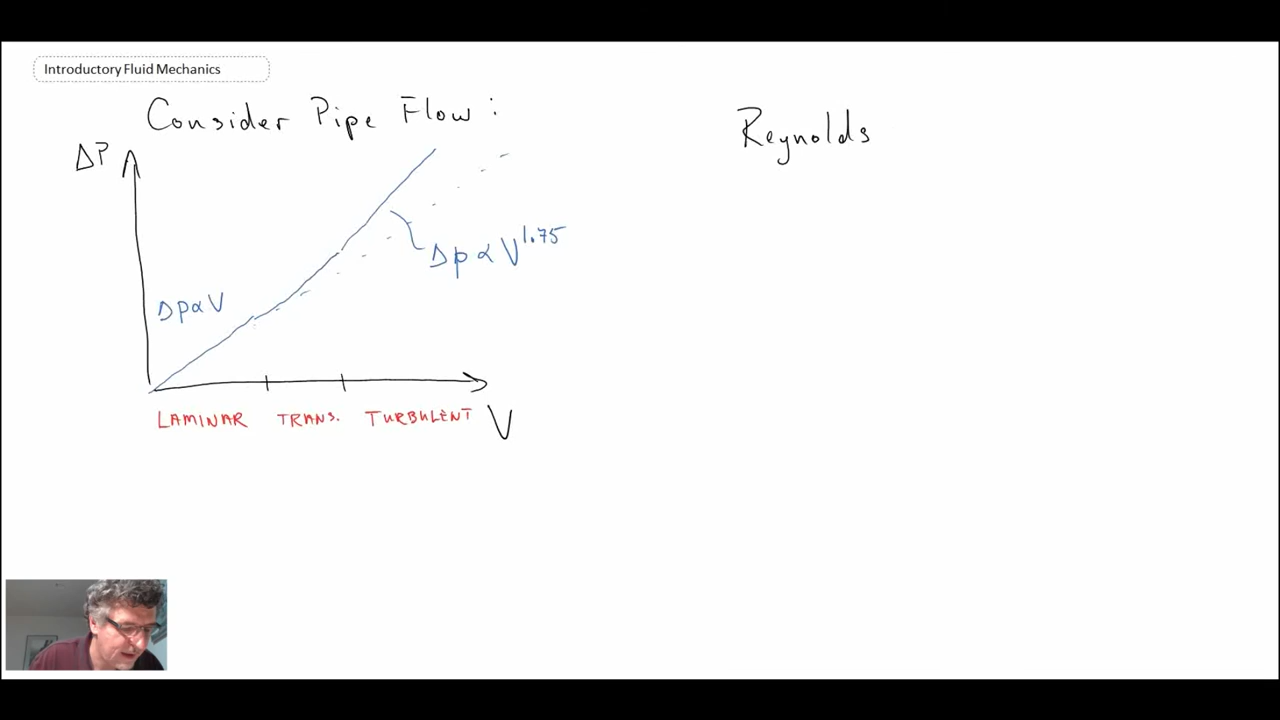 Introductory Fluid Mechanics
Consider Pipe Flow:
Reynolds
ΔP
Δp∝V^1.75
Δp∝V
LAMINAR TRANS. TURBULENT
V